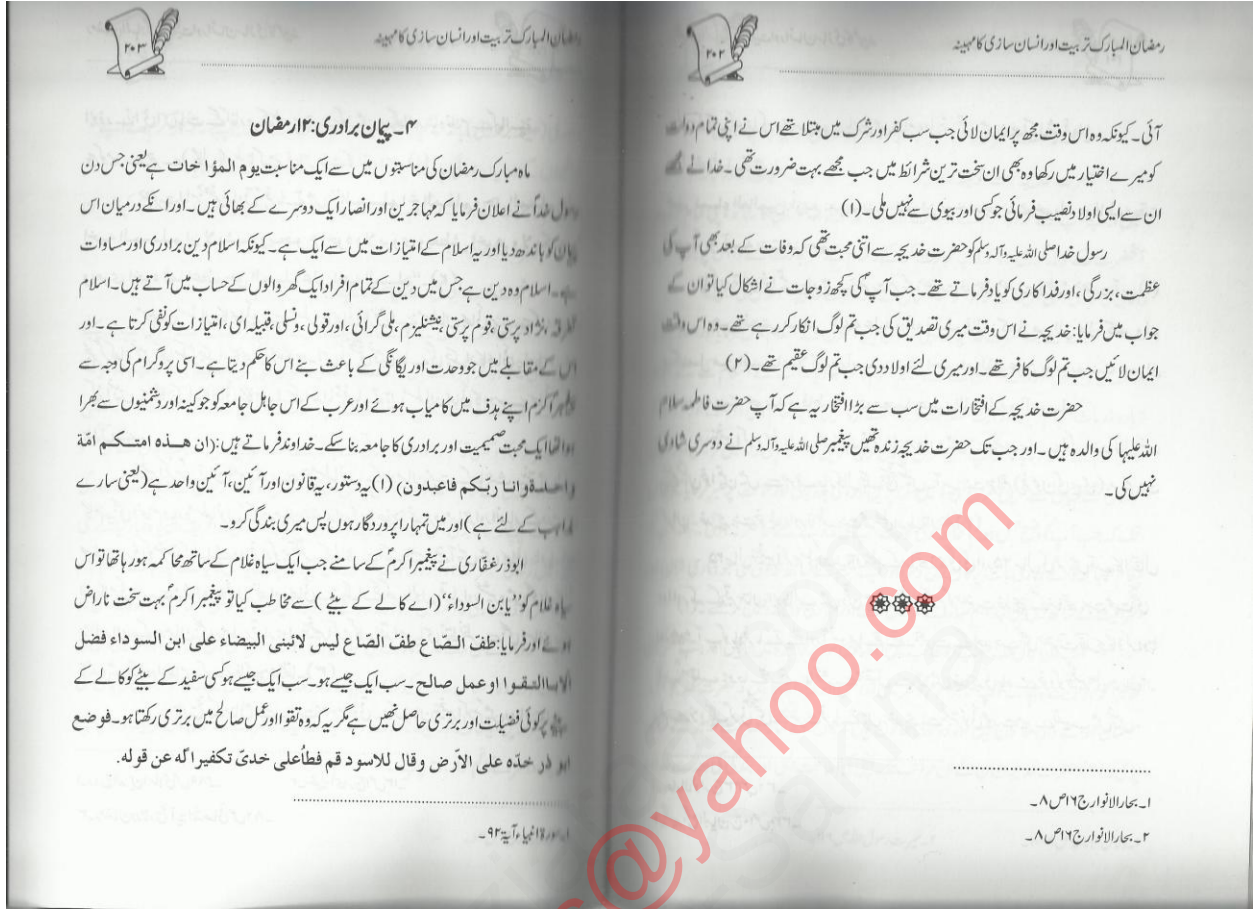 رمضان المبارک تربیت اور انسان سازی کا مہینہ
۲۰۲
آئی۔ کیونکہ وہ اس وقت مجھ پر ایمان لائی جب سب کفر اور شرک میں مبتلا تھے اس نے اپنی تمام دولت
کو میرے اختیار میں رکھا وہ بھی ان سخت ترین شرائط میں جب مجھے بہت ضرورت تھی۔ خدا نے مجھے
ان سے ایسی اولاد نصیب فرمائی جو کسی اور بیوی سے نہیں ملی۔ (۱)
رسول خدا صلی اللہ علیہ وآلہ وسلم کو حضرت خدیجہ سے اتنی محبت تھی کہ وفات کے بعد بھی آپ کی
عظمت، بزرگی، اور فداکاری کو یاد فرماتے تھے۔ جب آپؐ کی کچھ زوجات نے اشکال کیا تو ان کے
جواب میں فرمایا: خدیجہ نے اس وقت میری تصدیق کی جب تم لوگ انکار کر رہے تھے۔ وہ اس وقت
ایمان لائیں جب تم لوگ کافر تھے۔ اور میری لئے اولاد دی جب تم لوگ عقیم تھے۔ (۲)
حضرت خدیجہ کے افتخارات میں سب سے بڑا افتخار یہ ہے کہ آپ حضرت فاطمہ سلام
اللہ علیہا کی والدہ ہیں۔ اور جب تک حضرت خدیجہ زندہ تھیں پیغمبر صلی اللہ علیہ وآلہ وسلم نے دوسری شادی
نہیں کی۔
۱۔ بحار الانوار ج ۱۶ ص ۸۔
۲۔ بحار الانوار ج ۱۶ ص ۸۔
رمضان المبارک تربیت اور انسان سازی کا مہینہ
۲۰۳
۴۔ پیمان برادری: ۱۲ رمضان
ماہ مبارک رمضان کی مناسبتوں میں سے ایک مناسبت یوم المؤاخات ہے یعنی جس دن
رسول خداؐ نے اعلان فرمایا کہ مہاجرین اور انصار ایک دوسرے کے بھائی ہیں۔ اور انکے درمیان اس
پیمان کو باندھ دیا اور یہ اسلام کے امتیازات میں سے ایک ہے۔ کیونکہ اسلام دین برادری اور مساوات
ہے۔ اسلام وہ دین ہے جس میں دین کے تمام افراد ایک گھر والوں کے حساب میں آتے ہیں۔ اسلام
تفرقہ، نژاد پرستی، قوم پرستی، نیشنلیزم، ملی گرائی، اور قولی، ونسلی، قبیلہ ای، امتیازات کو نفی کرتا ہے۔ اور
اس کے مقابلے میں جو وحدت اور یگانگی کے باعث بنے اس کا حکم دیتا ہے۔ اسی پروگرام کی وجہ سے
پیغمبر اکرم اپنے ہدف میں کامیاب ہوئے اور عرب کے اس جاہل جامعہ کو جو کینہ اور دشمنیوں سے بھرا
ہوا تھا ایک محبت صمیمیت اور برادری کا جامعہ بنا سکے۔ خداوند فرماتے ہیں: (ان هذه امتكم امّة
واحدة وانا ربّكم فاعبدون) (۱) یہ دستور، یہ قانون اور آئین، آئین واحد ہے (یعنی سارے
مذاہب کے لئے ہے) اور میں تمہارا پروردگار ہوں پس میری بندگی کرو۔
ابوذر غفّاری نے پیغمبر اکرمؐ کے سامنے جب ایک سیاہ غلام کے ساتھ محاکمہ ہو رہا تھا تو اس
سیاہ غلام کو ’’یا بن السوداء‘‘ (اے کالے کے بیٹے) سے مخاطب کیا تو پیغمبر اکرمؐ بہت سخت ناراض
ہوئے اور فرمایا: طفّ الصّاع طفّ الصّاع ليس لابنى البيضاء على ابن السوداء فضل
الا بالتقوا او عمل صالح۔ سب ایک جیسے ہو۔ سب ایک جیسے ہو کسی سفید کے بیٹے کو کالے کے
بیٹے پر کوئی فضیلت اور برتری حاصل نہیں ہے مگر یہ کہ وہ تقوا اور عمل صالح میں برتری رکھتا ہو۔ فوضع
ابو ذر خدّه على الارض وقال للاسود قم فطأ على خدىّ تكفيرا له عن قوله.
۱۔ سورۃ انبیاء آیۃ ۹۲۔
@yahoo.com